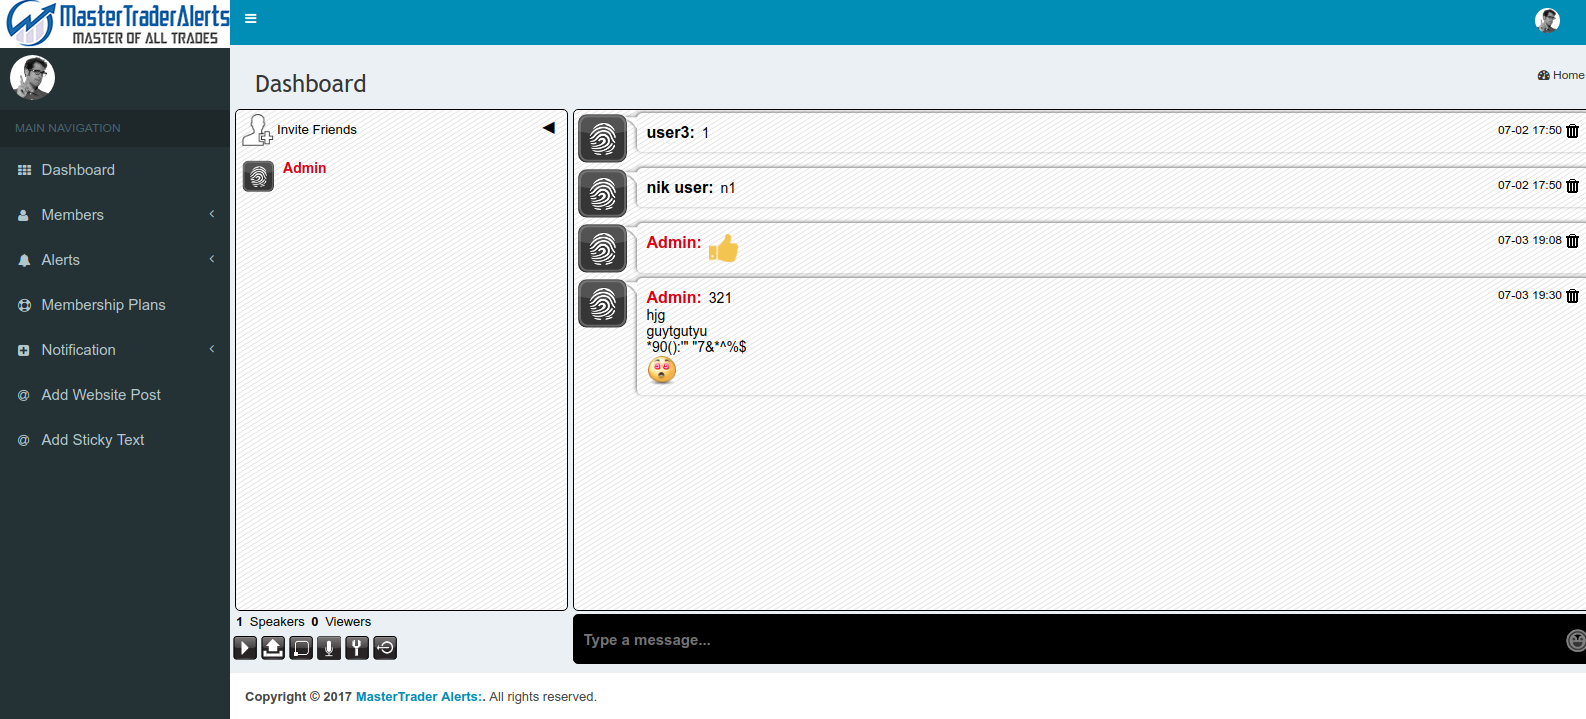 MasterTraderAlerts
MASTER OF ALL TRADES
MAIN NAVIGATION
Dashboard
Members
Alerts
Membership Plans
Notification
Add Website Post
Add Sticky Text
Dashboard
Home
Invite Friends
Admin
1 Speakers 0 Viewers
user3: 1 07-02 17:50
nik user: n1 07-02 17:50
Admin: 07-03 19:08
Admin: 321 07-03 19:30
hjg
guytgutyu
*90():'" "7&*^%$
Type a message...
Copyright © 2017 MasterTrader Alerts:. All rights reserved.